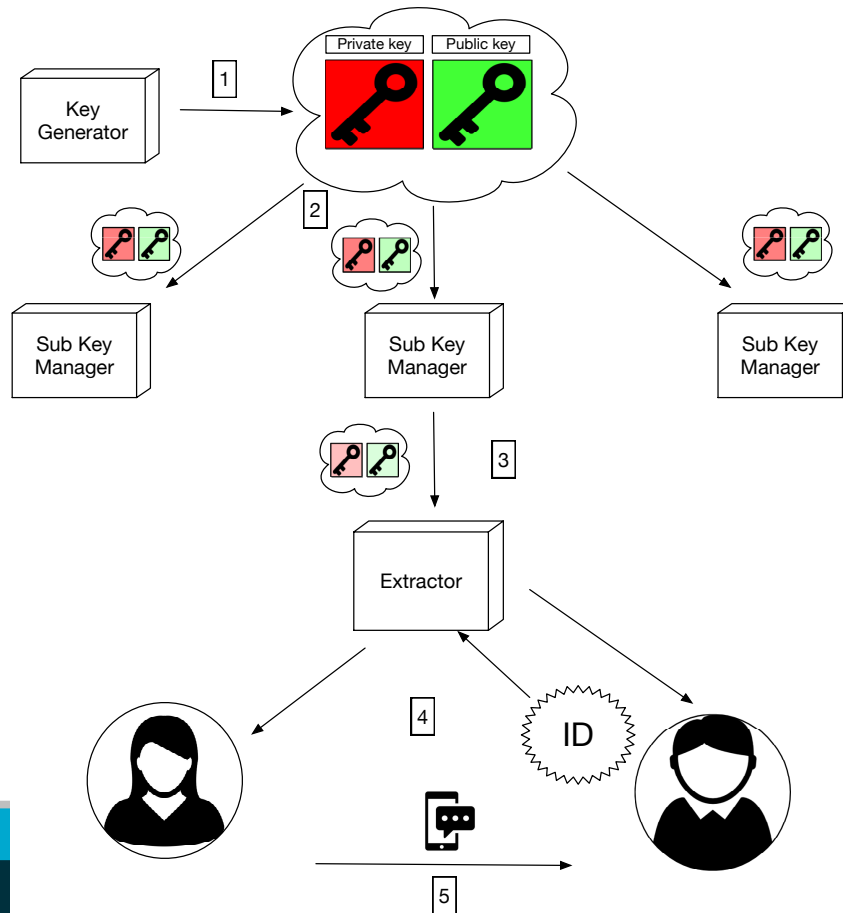 Private key
Public key
1
Key
Generator
2
Sub Key
Manager
Sub Key
Manager
Sub Key
Manager
3
Extractor
4
ID
5